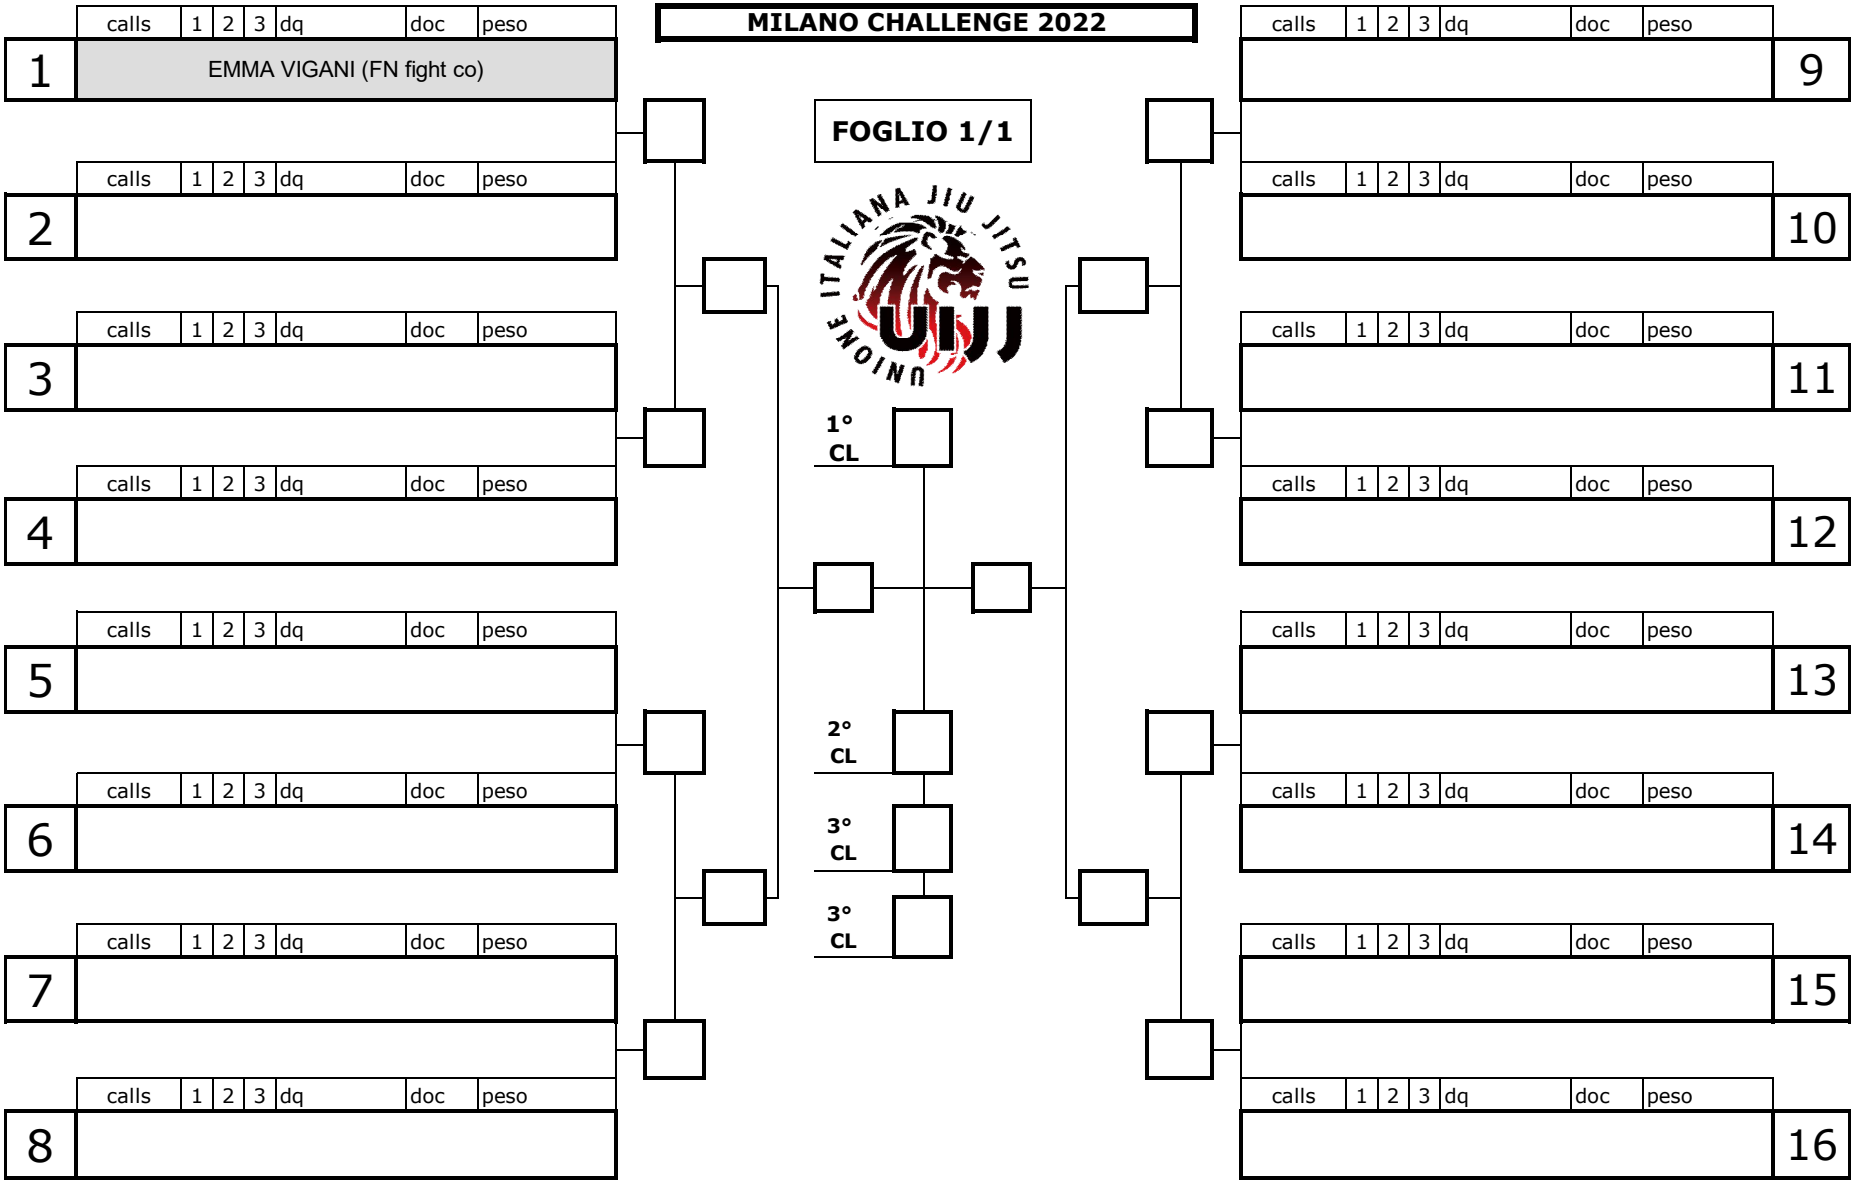 MILANO CHALLENGE 2022
calls 1 2 3 dq doc peso
1 EMMA VIGANI (FN fight co)
calls 1 2 3 dq doc peso
2
calls 1 2 3 dq doc peso
3
calls 1 2 3 dq doc peso
4
calls 1 2 3 dq doc peso
5
calls 1 2 3 dq doc peso
6
calls 1 2 3 dq doc peso
7
calls 1 2 3 dq doc peso
8
FOGLIO 1/1
UNIONE ITALIANA JIU JITSU
UIJJ
1°
CL
2°
CL
3°
CL
3°
CL
calls 1 2 3 dq doc peso
9
calls 1 2 3 dq doc peso
10
calls 1 2 3 dq doc peso
11
calls 1 2 3 dq doc peso
12
calls 1 2 3 dq doc peso
13
calls 1 2 3 dq doc peso
14
calls 1 2 3 dq doc peso
15
calls 1 2 3 dq doc peso
16